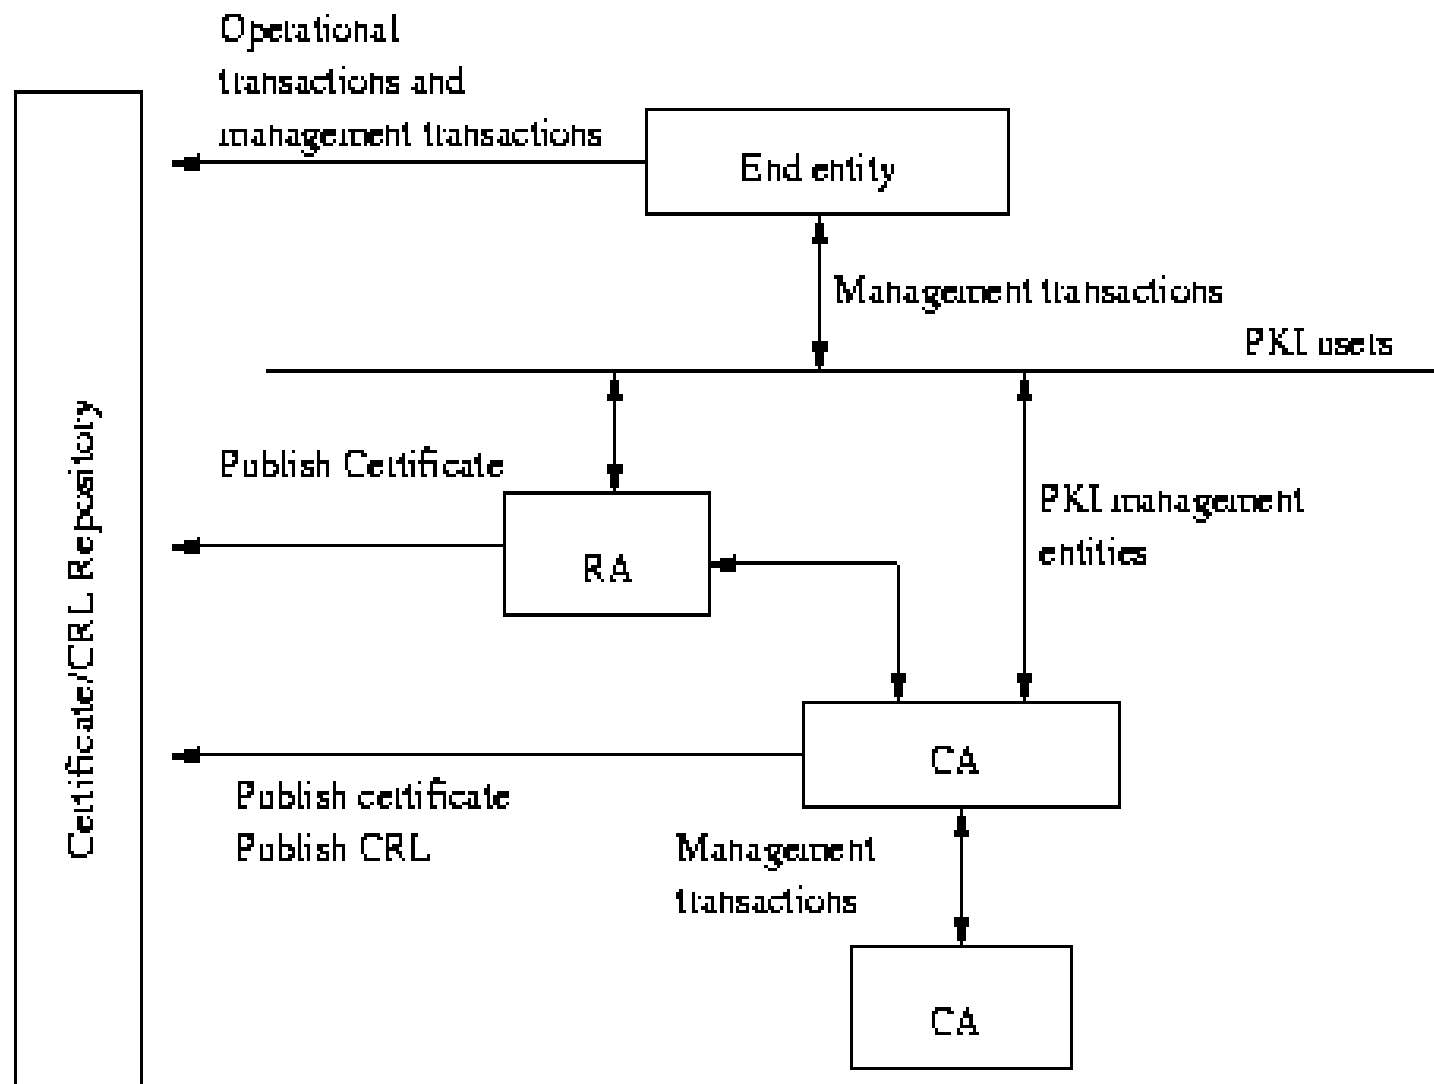 Operational
transactions and
management transactions
End entity
Management transactions
PKI users
Publish Certificate
PKI management
entities
RA
Certificate/CRL Repository
CA
Publish certificate
Publish CRL
Management
transactions
CA